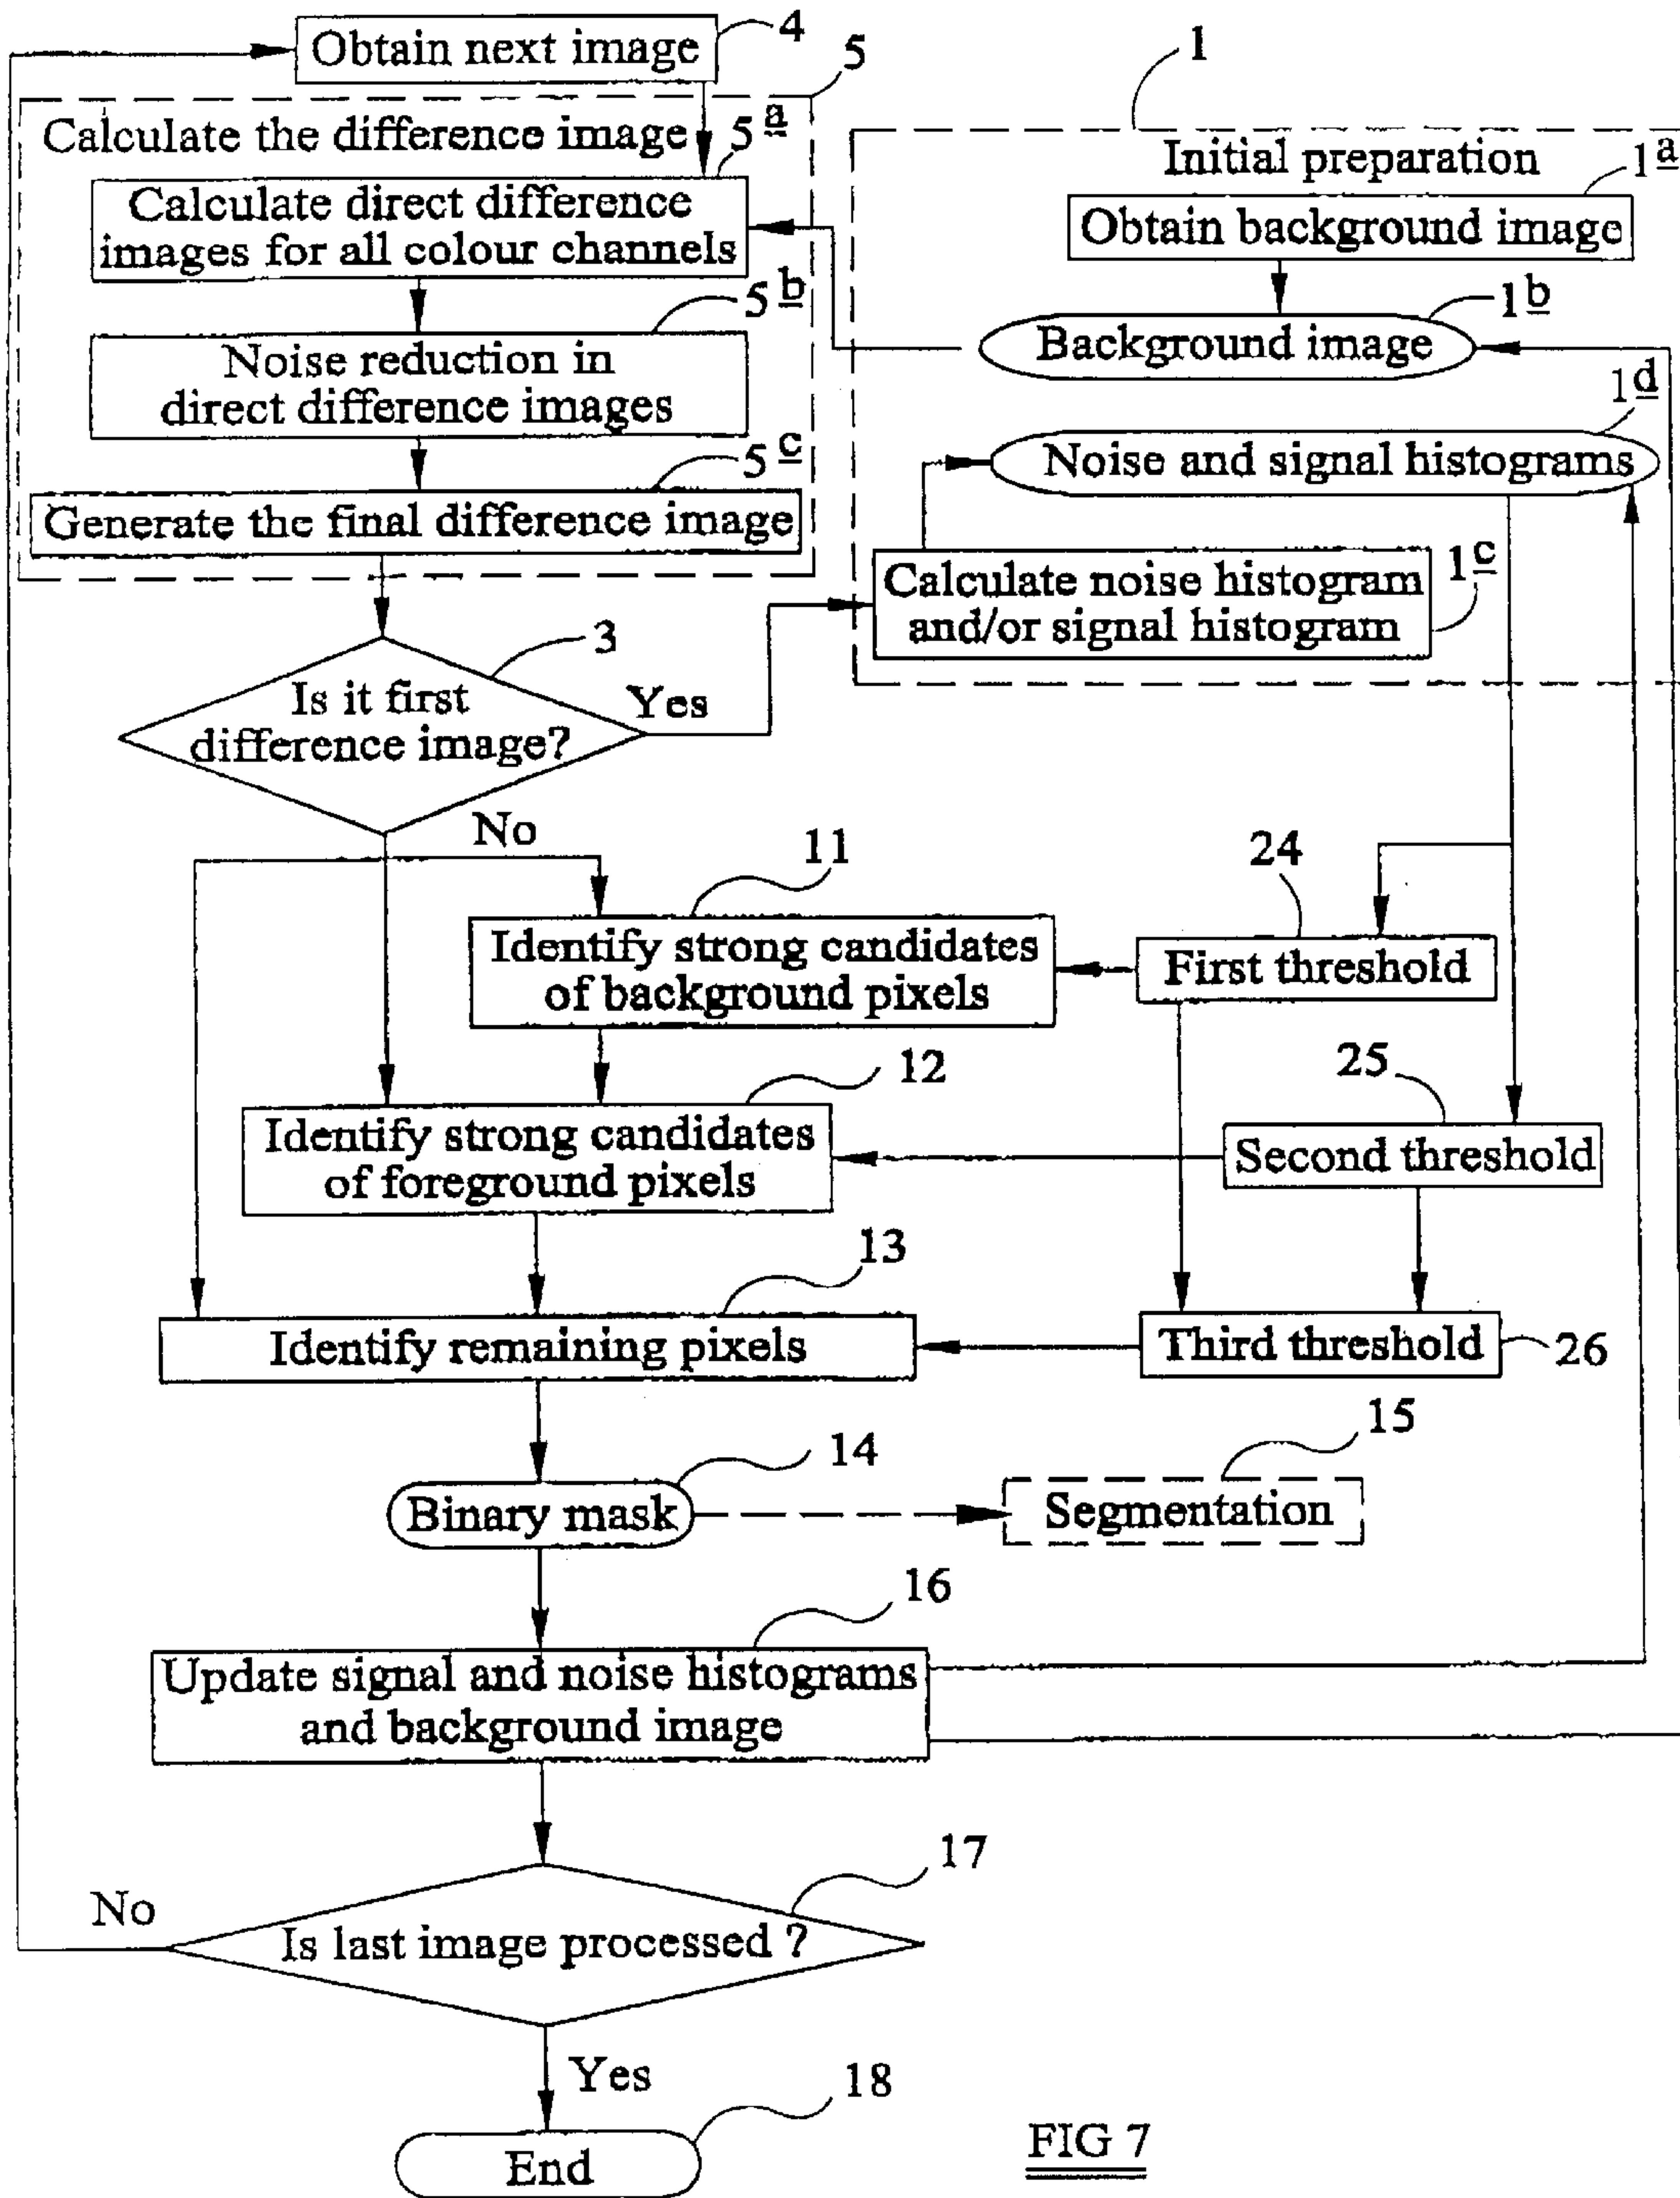 Obtain next image
4
5
1
Calculate the difference image
5a
Initial preparation
1a
Calculate direct difference
images for all colour channels
Obtain background image
5b
1b
Noise reduction in
direct difference images
Background image
1d
5c
Noise and signal histograms
Generate the final difference image
Calculate noise histogram
and/or signal histogram
1c
3
Is it first
difference image?
Yes
No
11
24
Identify strong candidates
of background pixels
First threshold
12
25
Identify strong candidates
of foreground pixels
Second threshold
13
Identify remaining pixels
Third threshold
26
14
15
Binary mask
Segmentation
16
Update signal and noise histograms
and background image
17
No
Is last image processed ?
Yes
18
End
FIG 7